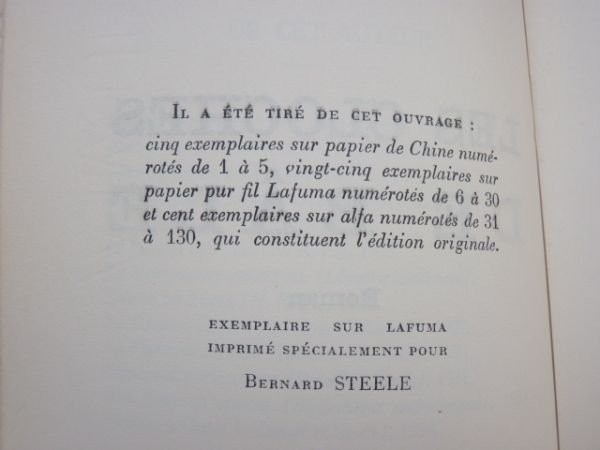 IL A ÉTÉ TIRÉ DE CET OUVRAGE :
cinq exemplaires sur papier de Chine numé-
rotés de 1 à 5, vingt-cinq exemplaires sur
papier pur fil Lafuma numérotés de 6 à 30
et cent exemplaires sur alfa numérotés de 31
à 130, qui constituent l'édition originale.
EXEMPLAIRE SUR LAFUMA
IMPRIMÉ SPÉCIALEMENT POUR
BERNARD STEELE